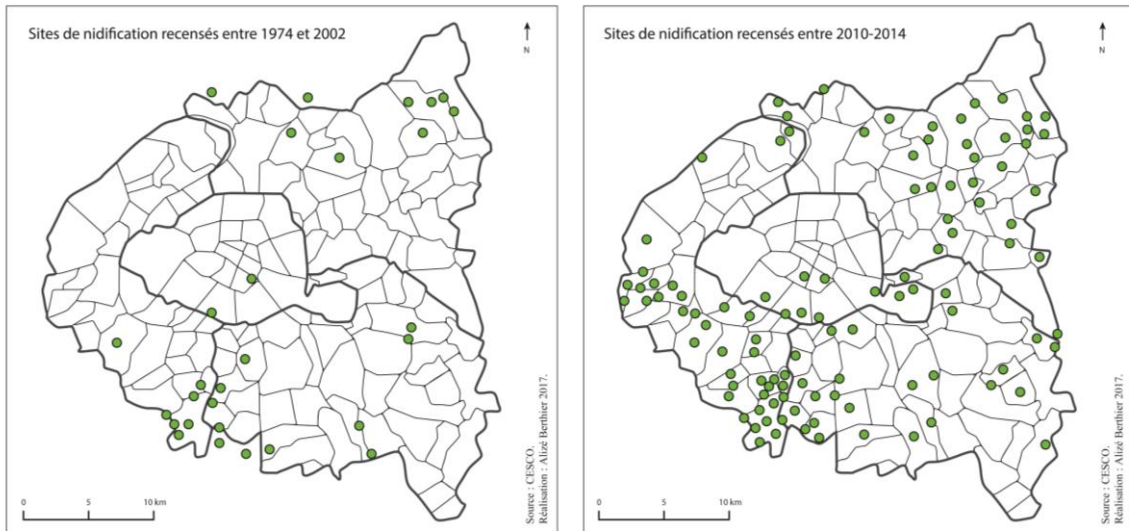 Sites de nidification recensés entre 1974 et 2002
N
0 5 10 km
Source : CESCO.
Réalisation : Alizé Berthier 2017.
Sites de nidification recensés entre 2010-2014
N
0 5 10 km
Source : CESCO.
Réalisation : Alizé Berthier 2017.